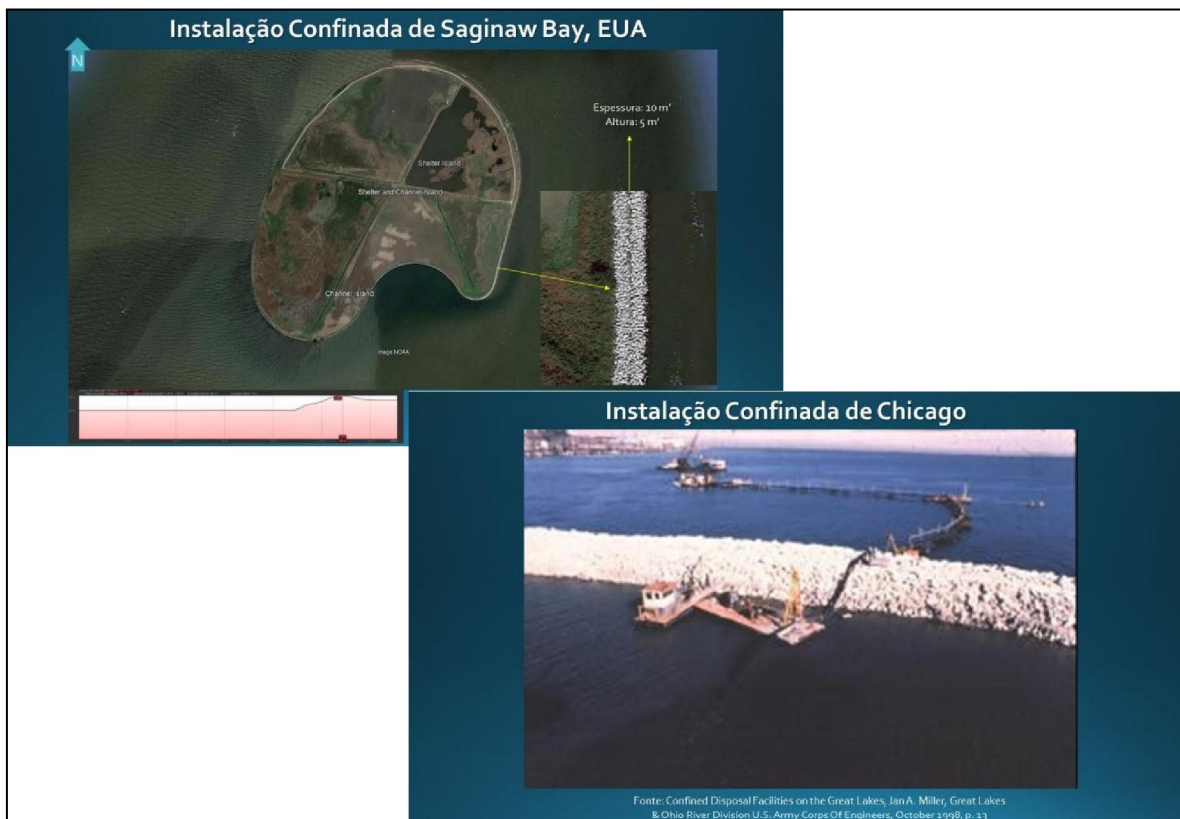 Instalação Confinada de Saginaw Bay, EUA
N
Espessura: 10 m'
Altura: 5 m'
Shelter Island
Shelter and Channel Island
Channel Island
mage NOAA
Instalação Confinada de Chicago
Fonte: Confined Disposal Facilities on the Great Lakes, Jan A. Miller, Great Lakes
& Ohio River Division U.S. Army Corps Of Engineers, October 1998, p. 13